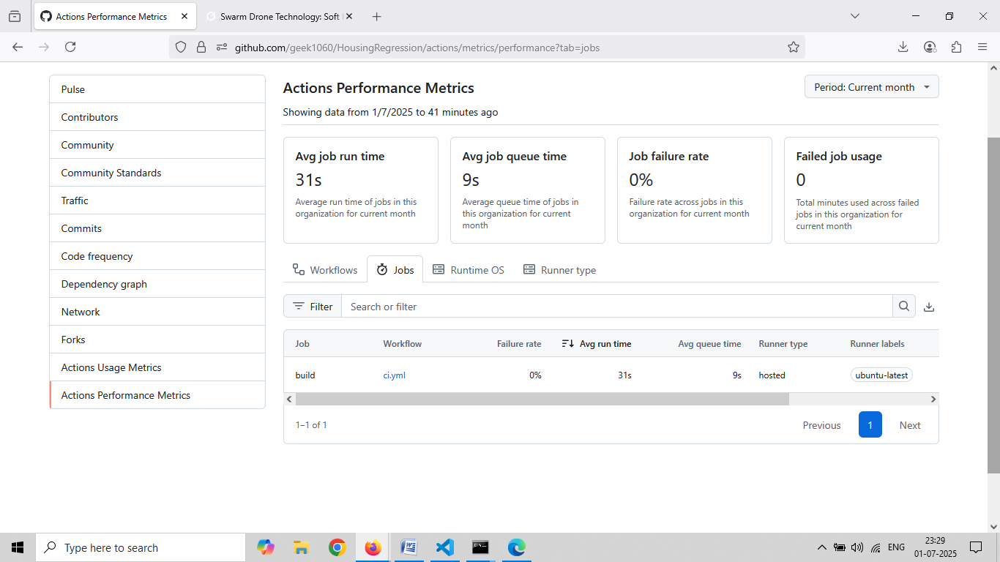 Actions Performance Metrics
Swarm Drone Technology: Soft
github.com/geek1060/HousingRegression/actions/metrics/performance?tab=jobs
Pulse
Contributors
Community
Community Standards
Traffic
Commits
Code frequency
Dependency graph
Network
Forks
Actions Usage Metrics
Actions Performance Metrics
Actions Performance Metrics
Period: Current month
Showing data from 1/7/2025 to 41 minutes ago
Avg job run time
31s
Average run time of jobs in this
organization for current month
Avg job queue time
9s
Average queue time of jobs in
this organization for current
month
Job failure rate
0%
Failure rate across jobs in this
organization for current month
Failed job usage
0
Total minutes used across failed
jobs in this organization for
current month
Workflows Jobs Runtime OS Runner type
Filter Search or filter
Job Workflow Failure rate Avg run time Avg queue time Runner type Runner labels
build ci.yml 0% 31s 9s hosted ubuntu-latest
1–1 of 1 Previous 1 Next
Type here to search
ENG
23:29
01-07-2025